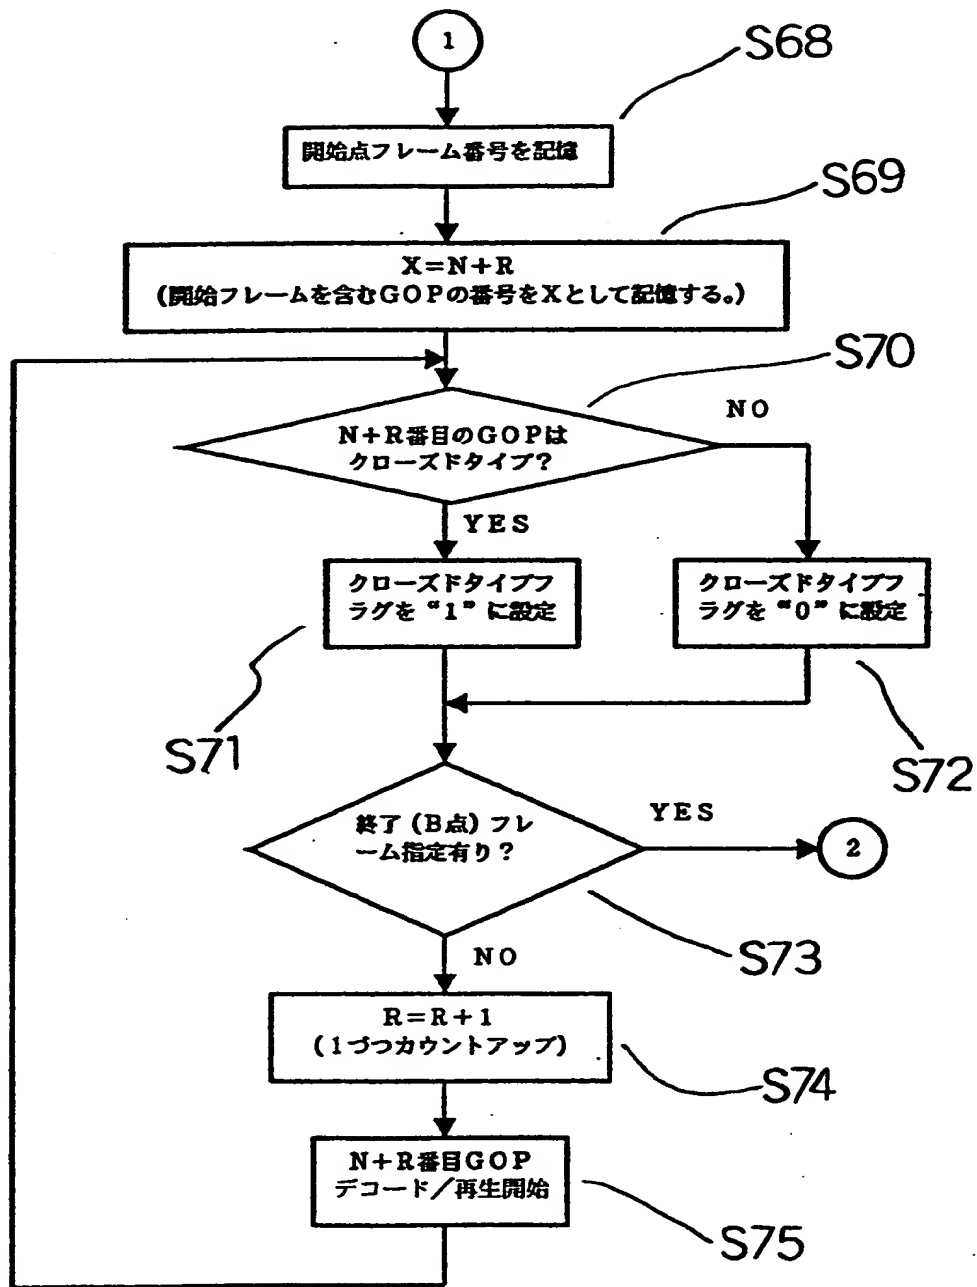 1
S68
開始点フレーム番号を記憶
S69
X=N+R
(開始フレームを含むGOPの番号をXとして記憶する。)
S70
N+R番目のGOPは
クローズドタイプ?
NO
YES
クローズドタイプフ
ラグを“1”に設定
クローズドタイプフ
ラグを“0”に設定
S71
S72
終了(B点)フレ
ーム指定有り?
YES
2
S73
NO
R=R+1
(1づつカウントアップ)
S74
N+R番目GOP
デコード/再生開始
S75